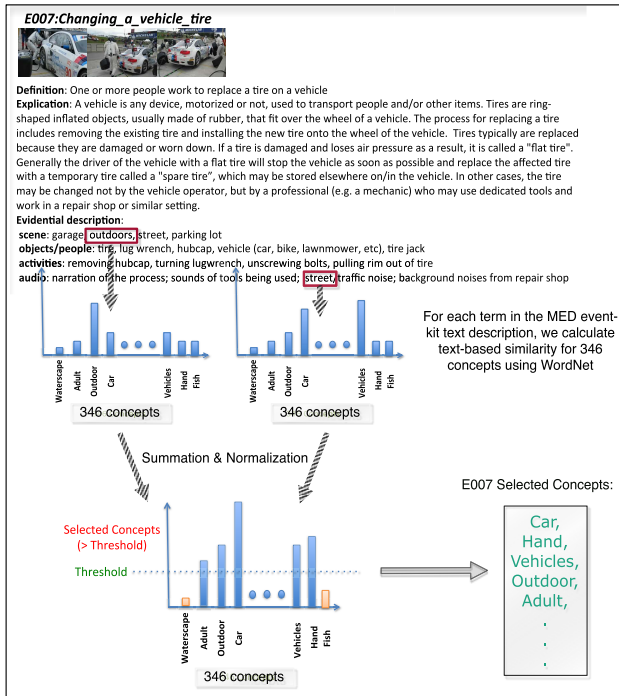 E007:Changing_a_vehicle_tire
Definition: One or more people work to replace a tire on a vehicle
Explication: A vehicle is any device, motorized or not, used to transport people and/or other items. Tires are ring-
shaped inflated objects, usually made of rubber, that fit over the wheel of a vehicle. The process for replacing a tire
includes removing the existing tire and installing the new tire onto the wheel of the vehicle. Tires typically are replaced
because they are damaged or worn down. If a tire is damaged and loses air pressure as a result, it is called a "flat tire".
Generally the driver of the vehicle with a flat tire will stop the vehicle as soon as possible and replace the affected tire
with a temporary tire called a "spare tire", which may be stored elsewhere on/in the vehicle. In other cases, the tire
may be changed not by the vehicle operator, but by a professional (e.g. a mechanic) who may use dedicated tools and
work in a repair shop or similar setting.
Evidential description:
scene: garage, outdoors, street, parking lot
objects/people: tire, lug wrench, hubcap, vehicle (car, bike, lawnmower, etc), tire jack
activities: removing hubcap, turning lugwrench, unscrewing bolts, pulling rim out of tire
audio: narration of the process; sounds of tools being used; street/traffic noise; background noises from repair shop
Waterscape
Adult
Outdoor
Car
Vehicles
Hand
Fish
346 concepts
Waterscape
Adult
Outdoor
Car
Vehicles
Hand
Fish
346 concepts
For each term in the MED event-
kit text description, we calculate
text-based similarity for 346
concepts using WordNet
Summation & Normalization
Selected Concepts
(> Threshold)
Threshold
Waterscape
Adult
Outdoor
Car
Vehicles
Hand
Fish
346 concepts
E007 Selected Concepts:
Car,
Hand,
Vehicles,
Outdoor,
Adult,
.
.
.